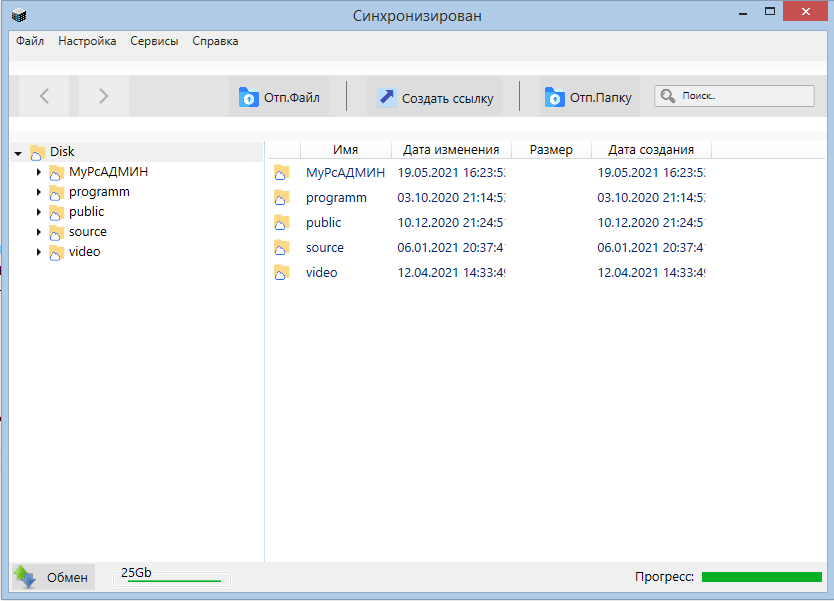 Синхронизирован
Файл Настройка Сервисы Справка
Отп.Файл Создать ссылку Отп.Папку Поиск..
Disk
МуРсАДМИН
programm
public
source
video
Имя Дата изменения Размер Дата создания
МуРсАДМИН 19.05.2021 16:23:5 19.05.2021 16:23:5
programm 03.10.2020 21:14:5 03.10.2020 21:14:5
public 10.12.2020 21:24:5 10.12.2020 21:24:5
source 06.01.2021 20:37:4 06.01.2021 20:37:4
video 12.04.2021 14:33:49 12.04.2021 14:33:49
Обмен 25Gb Прогресс: